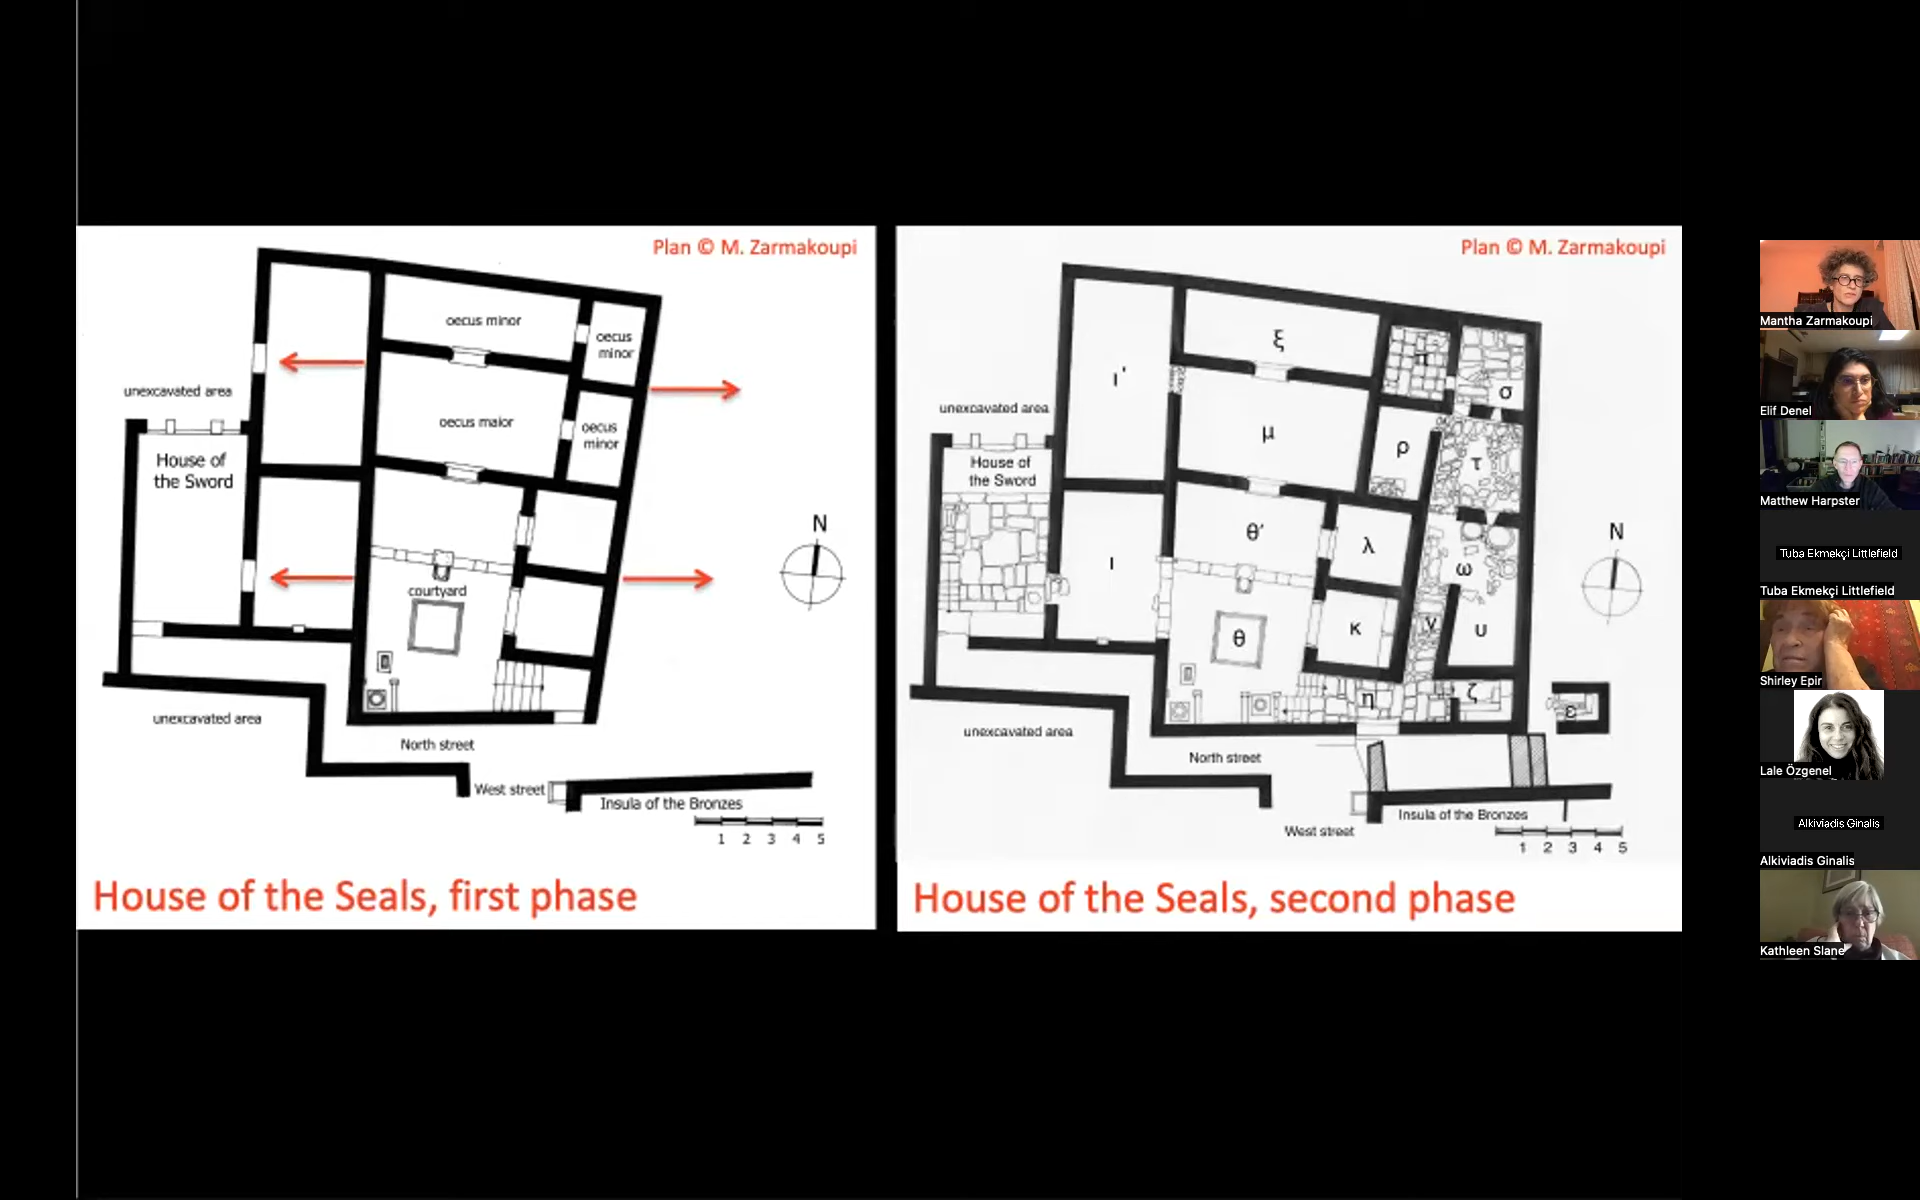 Plan © M. Zarmakoupi
oecus minor
oecus
minor
unexcavated area
oecus maior
oecus
minor
House of
the Sword
N
courtyard
unexcavated area
North street
West street
Insula of the Bronzes
1 2 3 4 5
House of the Seals, first phase
Plan © M. Zarmakoupi
ξ
π
σ
ι'
unexcavated area
μ
ρ
τ
House of
the Sword
θ'
λ
N
ι
ω
θ
κ
γ
υ
η
ζ
ε
unexcavated area
North street
Insula of the Bronzes
West street
1 2 3 4 5
House of the Seals, second phase
Mantha Zarmakoupi
Elif Denel
Matthew Harpster
Tuba Ekmekçi Littlefield
Tuba Ekmekçi Littlefield
Shirley Epir
Lale Özgenel
Alkiviadis Ginalis
Alkiviadis Ginalis
Kathleen Slane